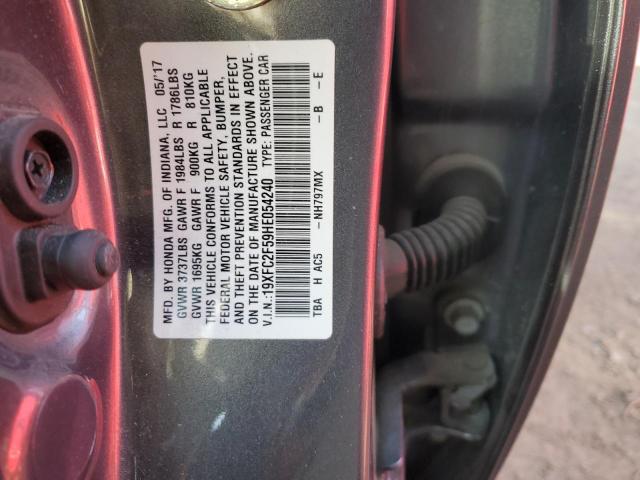 MFD. BY HONDA MFG. OF INDIANA, LLC 05/'17
GVWR 3737LBS GAWR F 1984LBS R 1786LBS
GVWR 1695KG GAWR F 900KG R 810KG
THIS VEHICLE CONFORMS TO ALL APPLICABLE
FEDERAL MOTOR VEHICLE SAFETY, BUMPER,
AND THEFT PREVENTION STANDARDS IN EFFECT
ON THE DATE OF MANUFACTURE SHOWN ABOVE.
V.I.N.:19XFC2F59HE054240 TYPE: PASSENGER CAR
TBA H AC5 -NH797MX -B -E